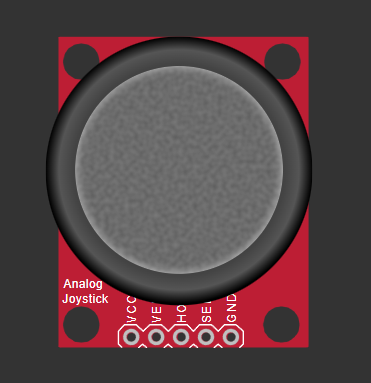 Analog
Joystick
VCC
VE
HO
SE
GND